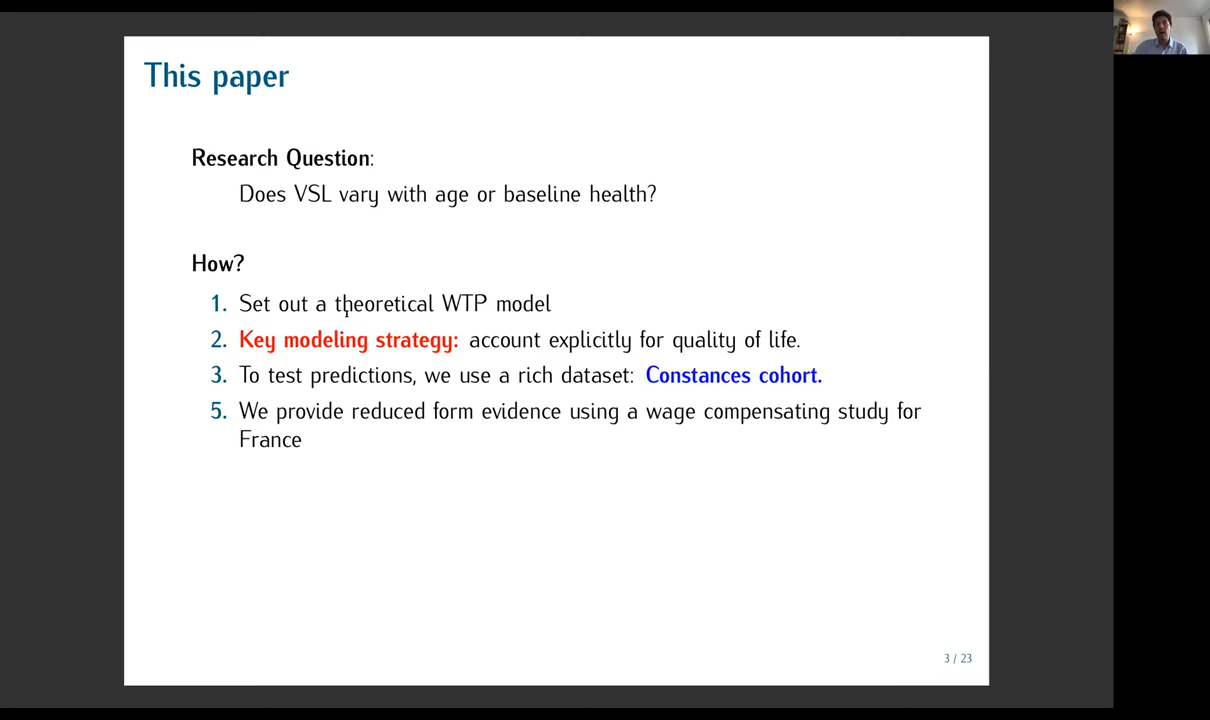 This paper
Research Question:
Does VSL vary with age or baseline health?
How?
1. Set out a theoretical WTP model
2. Key modeling strategy: account explicitly for quality of life.
3. To test predictions, we use a rich dataset: Constances cohort.
5. We provide reduced form evidence using a wage compensating study for
France
3 / 23